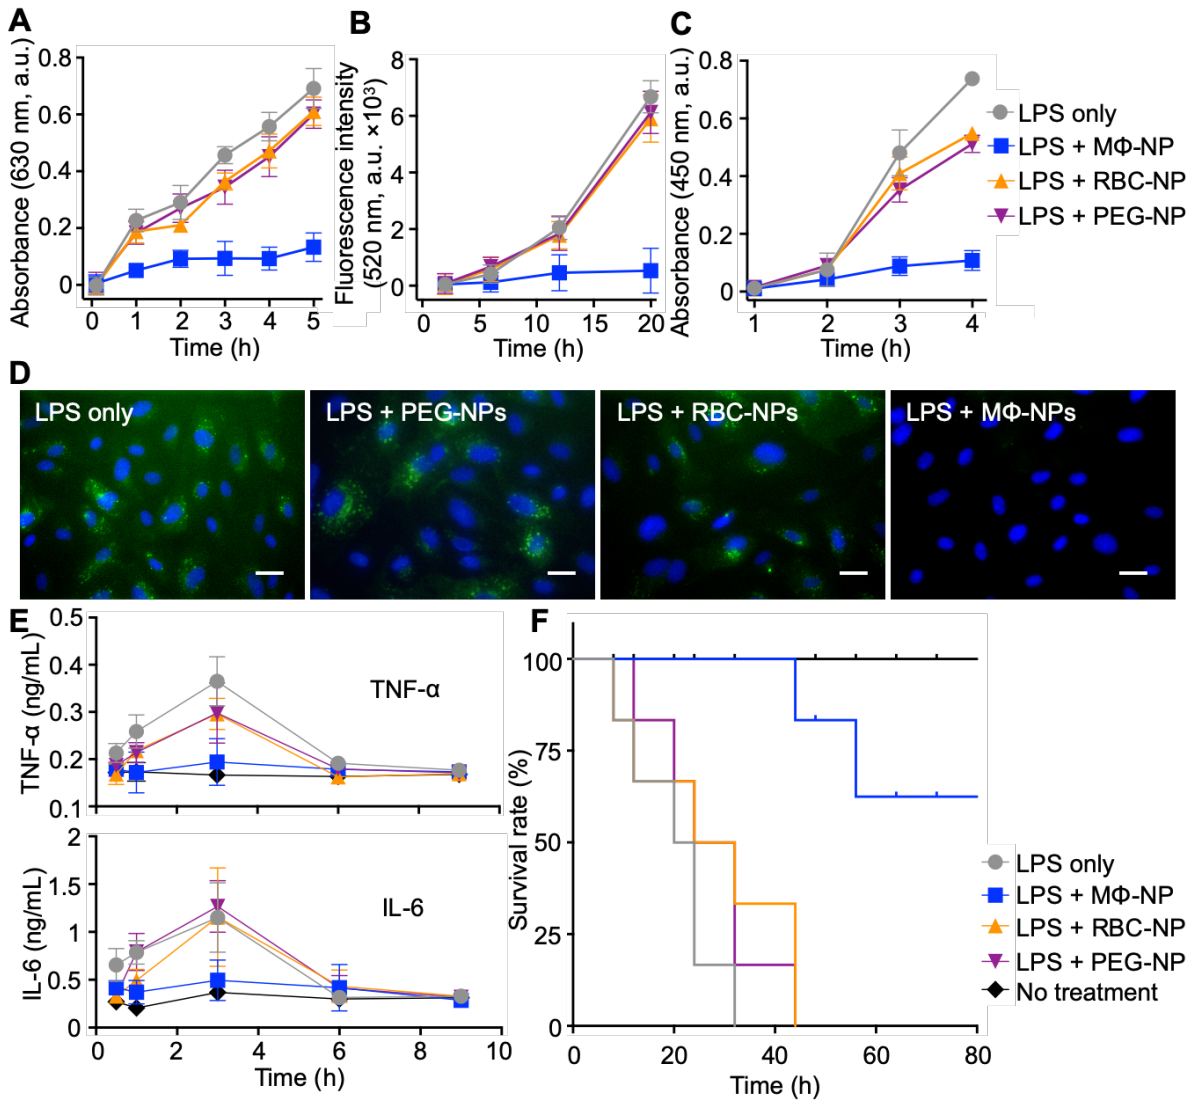 A
Absorbance (630 nm, a.u.)
0.8
0.6
0.4
0.2
0
0 1 2 3 4 5
Time (h)
B
Fluorescence intensity
(520 nm, a.u. ×10³)
8
6
4
2
0
0 5 10 15 20
Time (h)
C
Absorbance (450 nm, a.u.)
0.8
0.6
0.4
0.2
0
1 2 3 4
Time (h)
LPS only
LPS + MΦ-NP
LPS + RBC-NP
LPS + PEG-NP
D
LPS only
LPS + PEG-NPs
LPS + RBC-NPs
LPS + MΦ-NPs
E
TNF-α (ng/mL)
0.5
0.4
0.3
0.2
0.1
TNF-α
IL-6 (ng/mL)
2
1.5
1
0.5
0
IL-6
0 2 4 6 8 10
Time (h)
F
Survival rate (%)
100
75
50
25
0
0 20 40 60 80
Time (h)
LPS only
LPS + MΦ-NP
LPS + RBC-NP
LPS + PEG-NP
No treatment